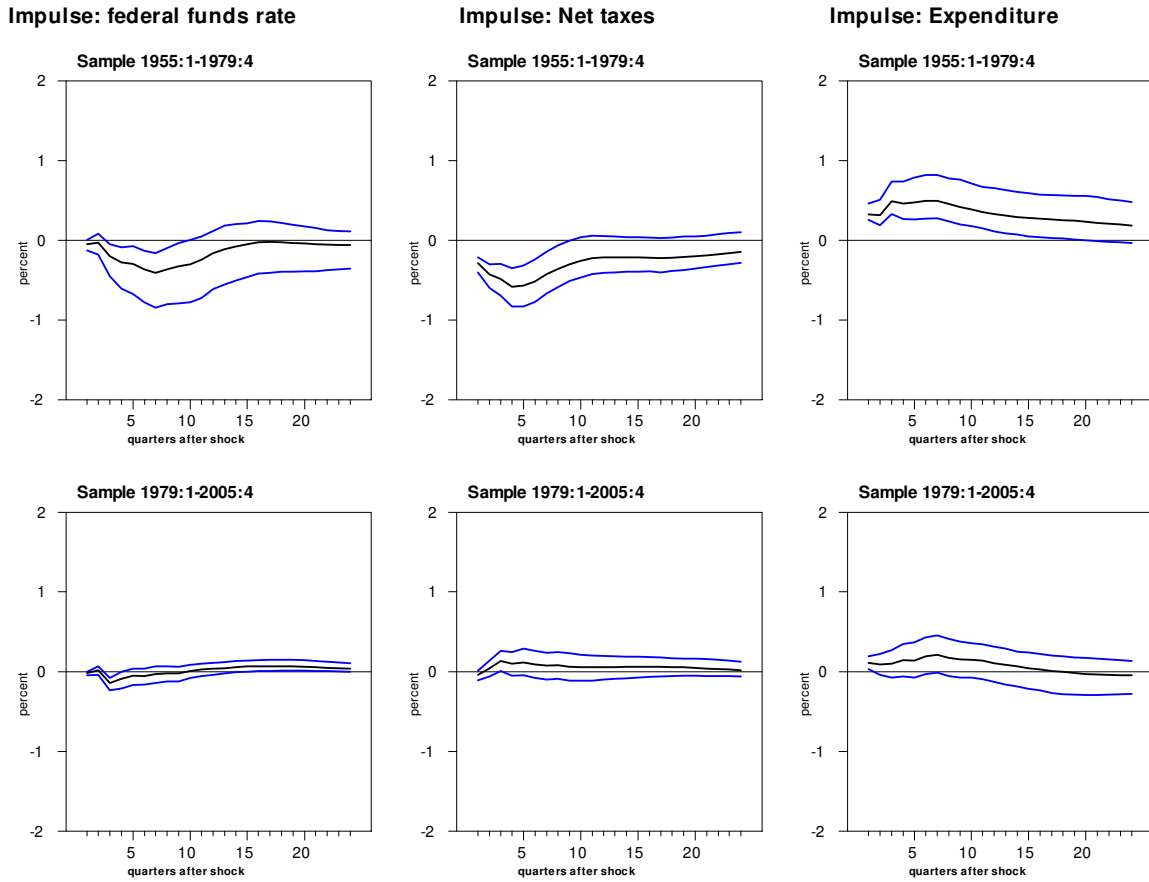 Impulse: federal funds rate
Impulse: Net taxes
Impulse: Expenditure
Sample 1955:1-1979:4
2
1
0
-1
-2
percent
5 10 15 20
quarters after shock
Sample 1955:1-1979:4
2
1
0
-1
-2
percent
5 10 15 20
quarters after shock
Sample 1955:1-1979:4
2
1
0
-1
-2
percent
5 10 15 20
quarters after shock
Sample 1979:1-2005:4
2
1
0
-1
-2
percent
5 10 15 20
quarters after shock
Sample 1979:1-2005:4
2
1
0
-1
-2
percent
5 10 15 20
quarters after shock
Sample 1979:1-2005:4
2
1
0
-1
-2
percent
5 10 15 20
quarters after shock